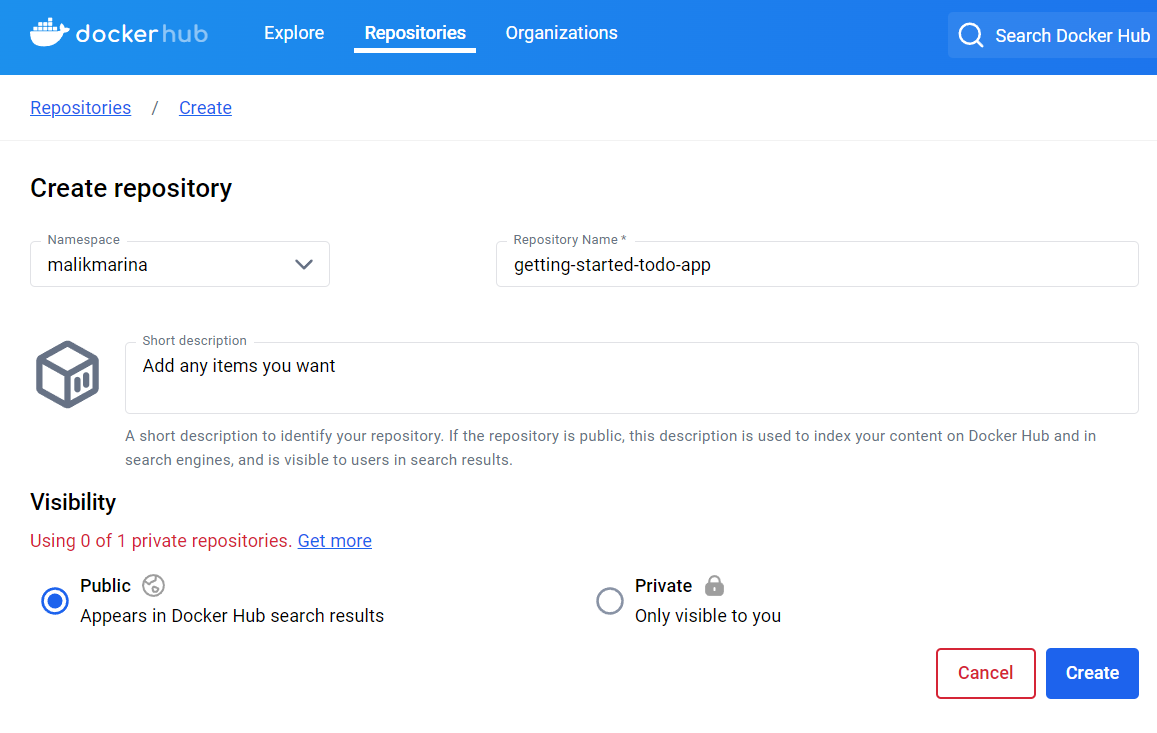 docker hub Explore Repositories Organizations Search Docker Hub
Repositories / Create
Create repository
Namespace
malikmarina
Repository Name *
getting-started-todo-app
Short description
Add any items you want
A short description to identify your repository. If the repository is public, this description is used to index your content on Docker Hub and in
search engines, and is visible to users in search results.
Visibility
Using 0 of 1 private repositories. Get more
Public
Appears in Docker Hub search results
Private
Only visible to you
Cancel Create